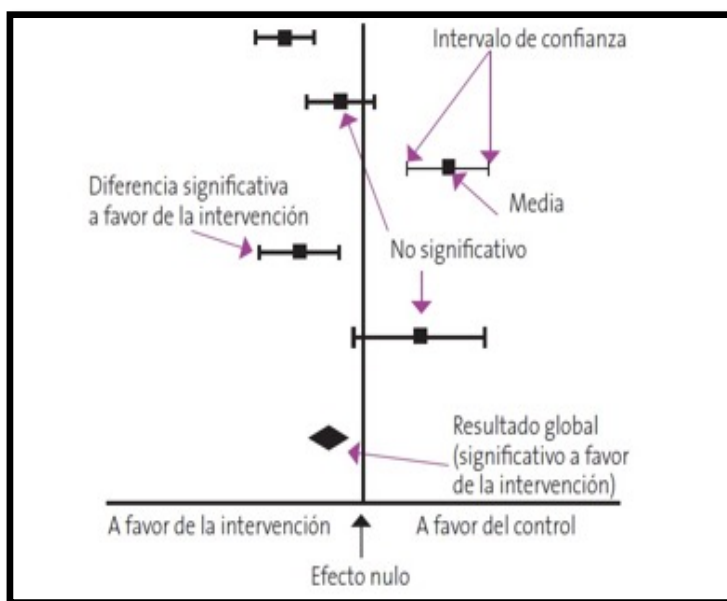 Intervalo de confianza
Diferencia significativa
a favor de la intervención
Media
No significativo
Resultado global
(significativo a favor
de la intervención)
A favor de la intervención
A favor del control
Efecto nulo